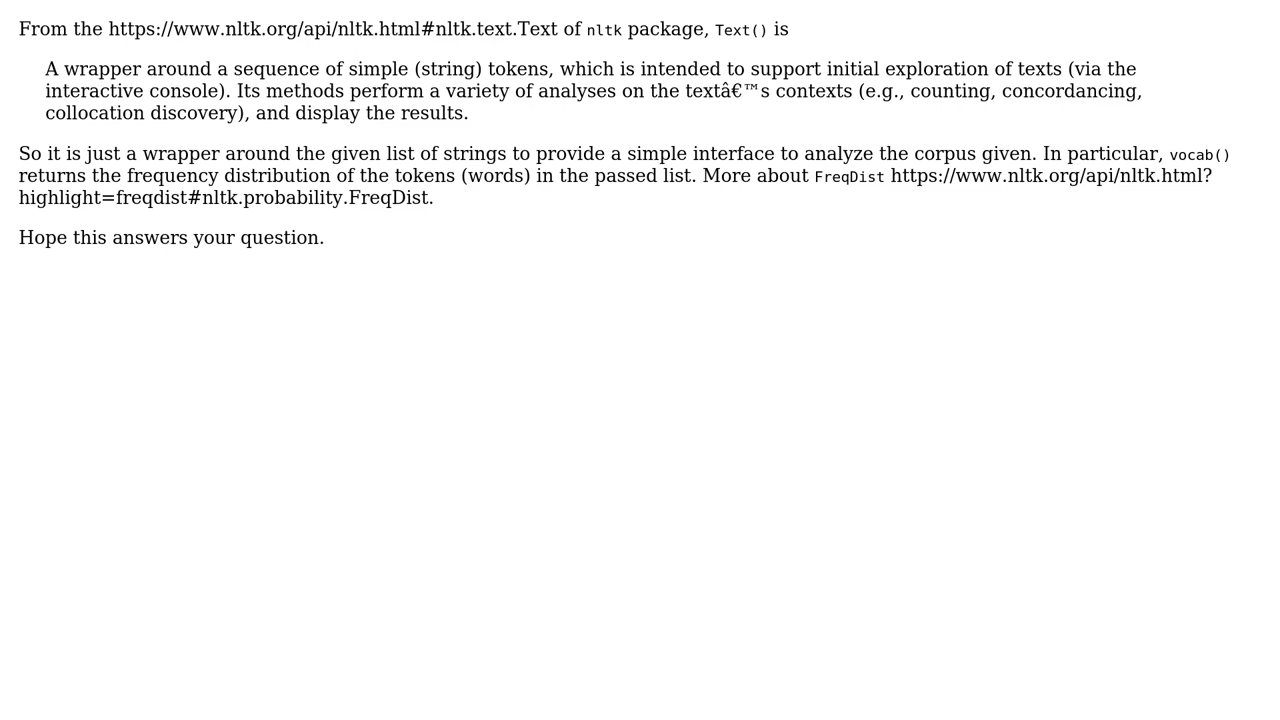 From the https://www.nltk.org/api/nltk.html#nltk.text.Text of nltk package, Text() is
A wrapper around a sequence of simple (string) tokens, which is intended to support initial exploration of texts (via the
interactive console). Its methods perform a variety of analyses on the textâ€™s contexts (e.g., counting, concordancing,
collocation discovery), and display the results.
So it is just a wrapper around the given list of strings to provide a simple interface to analyze the corpus given. In particular, vocab()
returns the frequency distribution of the tokens (words) in the passed list. More about FreqDist https://www.nltk.org/api/nltk.html?
highlight=freqdist#nltk.probability.FreqDist.
Hope this answers your question.